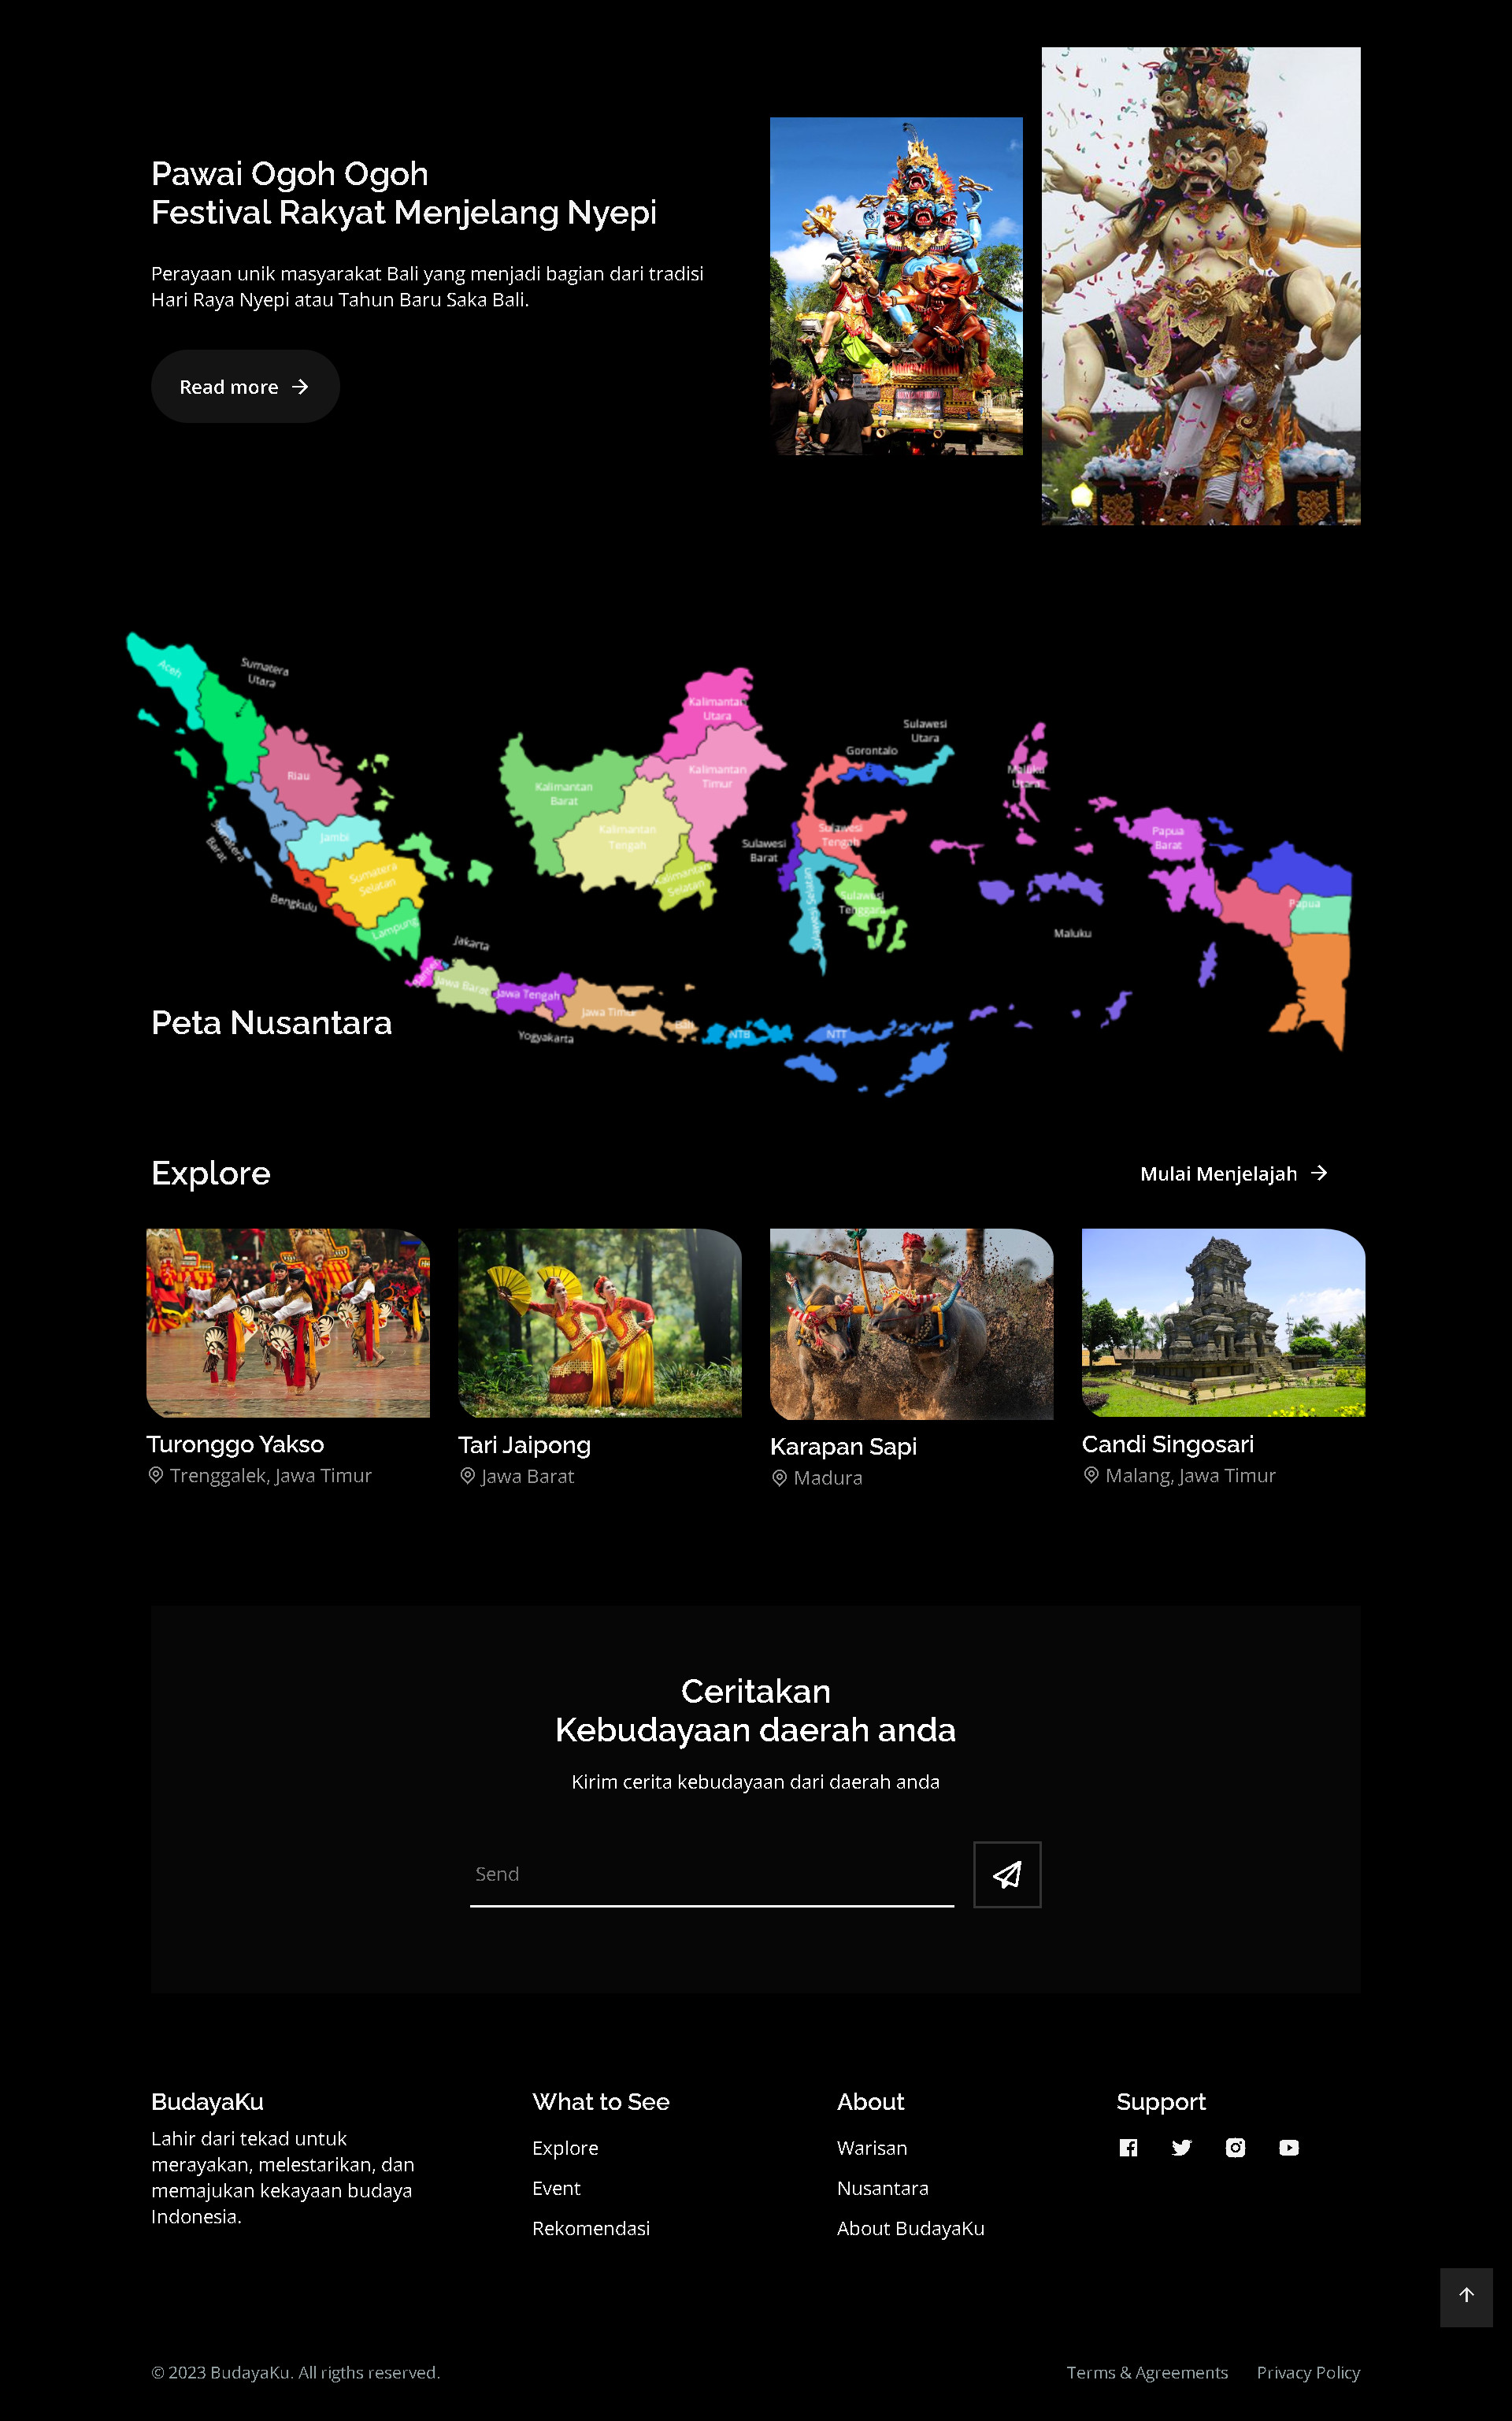 Pawai Ogoh Ogoh
Festival Rakyat Menjelang Nyepi
Perayaan unik masyarakat Bali yang menjadi bagian dari tradisi
Hari Raya Nyepi atau Tahun Baru Saka Bali.
Read more
Aceh
Sumatera
Utara
Riau
Sumatera
Barat
Jambi
Sumatera
Selatan
Bengkulu
Lampung
Jakarta
Banten
Jawa Barat
Jawa Tengah
Yogyakarta
Jawa Timur
Bali
NTB
NTT
Kalimantan
Barat
Kalimantan
Tengah
Kalimantan
Selatan
Kalimantan
Timur
Kalimantan
Utara
Sulawesi
Utara
Gorontalo
Sulawesi
Tengah
Sulawesi
Barat
Sulawesi Selatan
Sulawesi
Tenggara
Maluku
Utara
Maluku
Papua
Barat
Papua
Peta Nusantara
Explore
Mulai Menjelajah
Turonggo Yakso
Trenggalek, Jawa Timur
Tari Jaipong
Jawa Barat
Karapan Sapi
Madura
Candi Singosari
Malang, Jawa Timur
Ceritakan
Kebudayaan daerah anda
Kirim cerita kebudayaan dari daerah anda
Send
BudayaKu
Lahir dari tekad untuk
merayakan, melestarikan, dan
memajukan kekayaan budaya
Indonesia.
What to See
Explore
Event
Rekomendasi
About
Warisan
Nusantara
About BudayaKu
Support
© 2023 BudayaKu. All rigths reserved.
Terms & Agreements
Privacy Policy